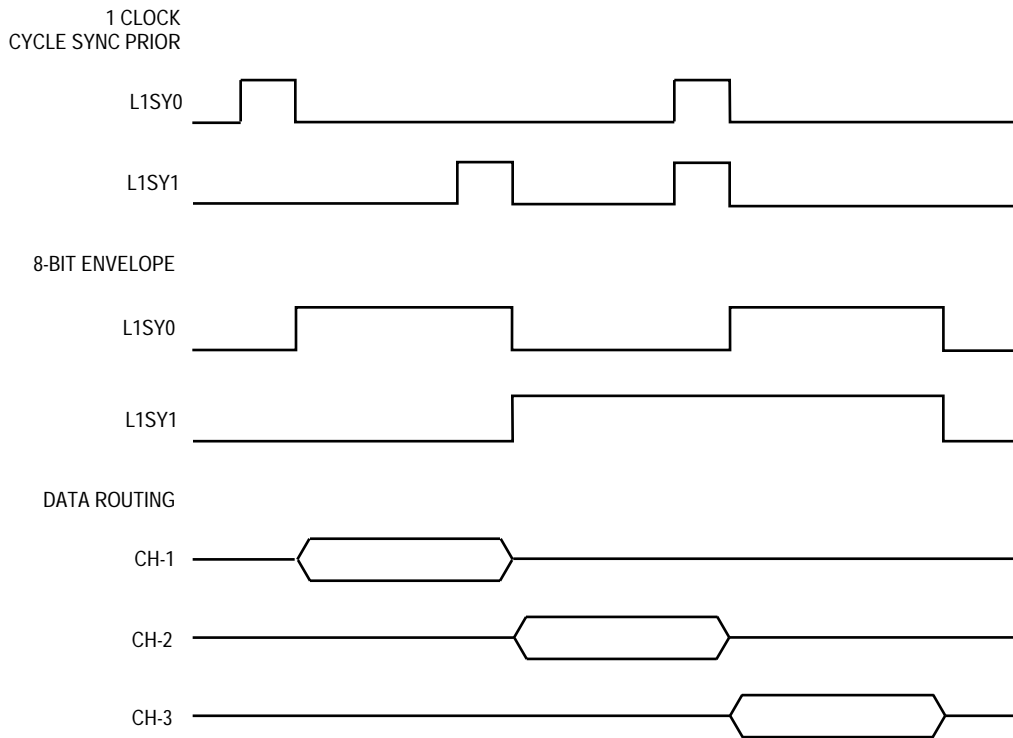 1 CLOCK
CYCLE SYNC PRIOR
L1SY0
L1SY1
8-BIT ENVELOPE
L1SY0
L1SY1
DATA ROUTING
CH-1
CH-2
CH-3